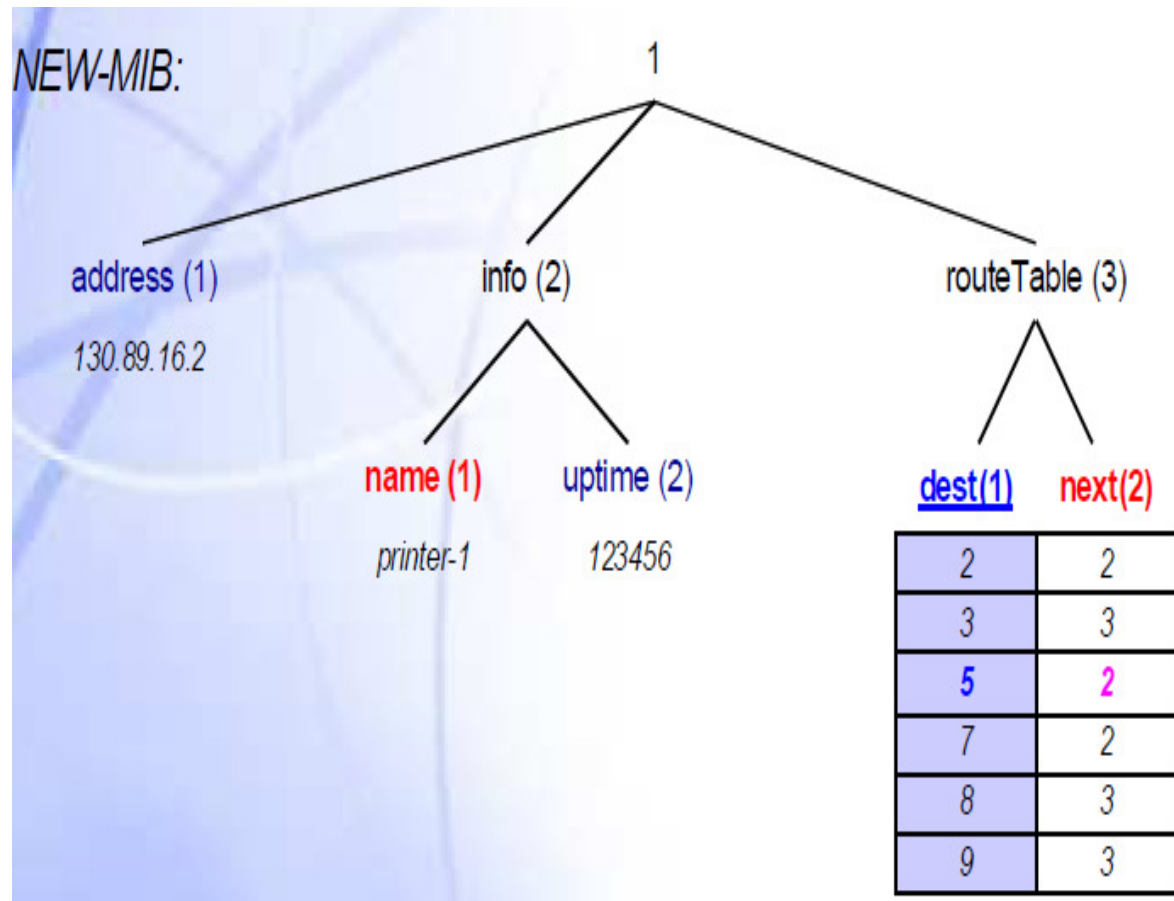 NEW-MIB:
1
address (1) info (2) routeTable (3)
130.89.16.2
name (1) uptime (2) dest(1) next(2)
printer-1 123456
2 2
3 3
5 2
7 2
8 3
9 3